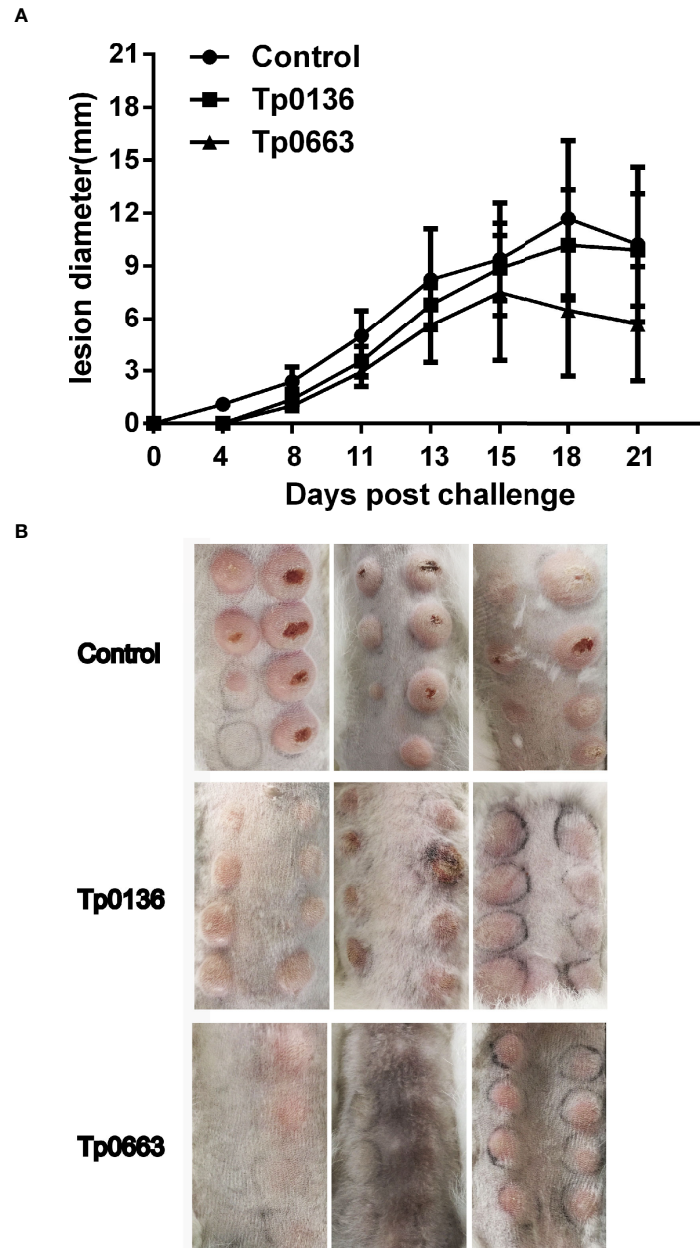 A
21
18
15
12
9
6
3
0
lesion diameter(mm)
Control
Tp0136
Tp0663
0 4 8 11 13 15 18 21
Days post challenge
B
Control
Tp0136
Tp0663